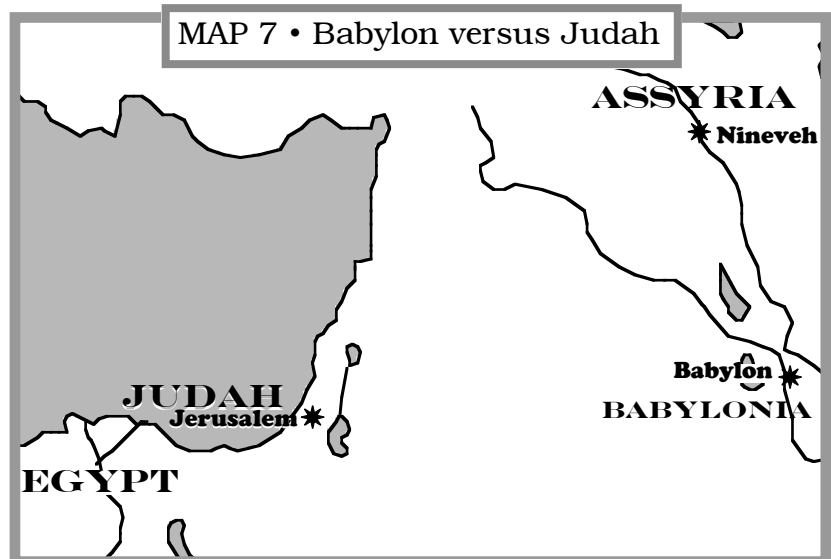 MAP 7 • Babylon versus Judah
ASSYRIA
Nineveh
Babylon
BABYLONIA
JUDAH
Jerusalem
EGYPT